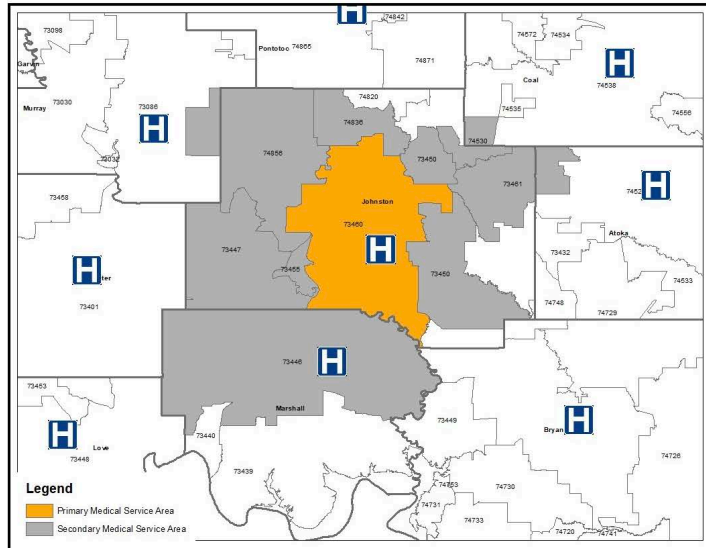 73098
Garvin
Murray
73030
73086
73032
Pontotoc
74865
74842
74871
74820
74572
74534
Coal
74538
74535
74556
74530
74836
74856
73460
73461
Johnston
73460
73447
73455
73450
73458
73401
ter
7452
Atoka
73432
74533
74748
74729
73446
Marshall
73453
Love
73448
73440
73439
73449
Bryan
74726
74753
74730
74731
74733
74720
74741
H
H
H
H
H
H
H
H
H
Legend
Primary Medical Service Area
Secondary Medical Service Area